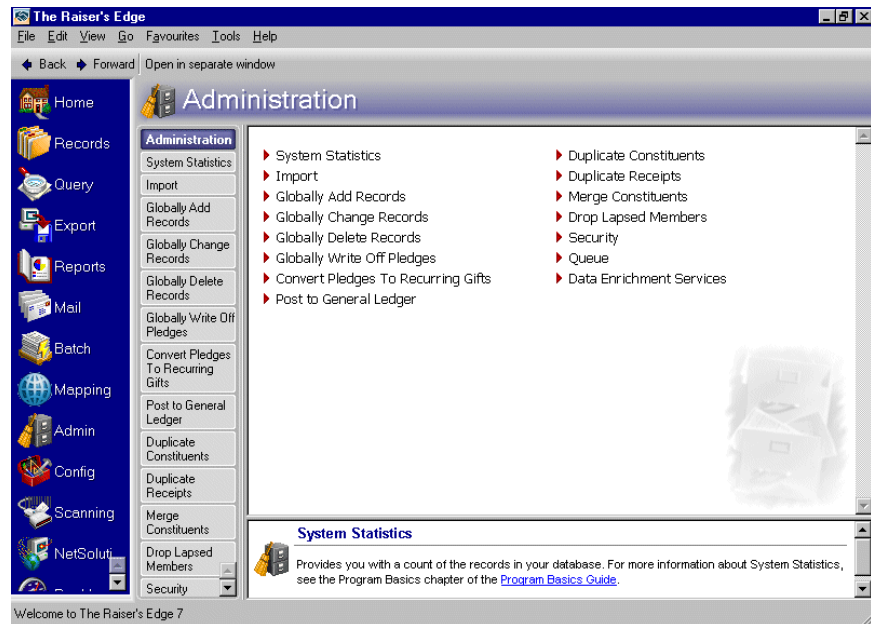 The Raiser's Edge
File Edit View Go Favourites Tools Help
Back Forward Open in separate window
Administration
Home
Records
Query
Export
Reports
Mail
Batch
Mapping
Admin
Config
Scanning
NetSoluti
Administration
System Statistics
Import
Globally Add
Records
Globally Change
Records
Globally Delete
Records
Globally Write Off
Pledges
Convert Pledges
To Recurring
Gifts
Post to General
Ledger
Duplicate
Constituents
Duplicate
Receipts
Merge
Constituents
Drop Lapsed
Members
Security
System Statistics
Import
Globally Add Records
Globally Change Records
Globally Delete Records
Globally Write Off Pledges
Convert Pledges To Recurring Gifts
Post to General Ledger
Duplicate Constituents
Duplicate Receipts
Merge Constituents
Drop Lapsed Members
Security
Queue
Data Enrichment Services
System Statistics
Provides you with a count of the records in your database. For more information about System Statistics,
see the Program Basics chapter of the Program Basics Guide.
Welcome to The Raiser's Edge 7